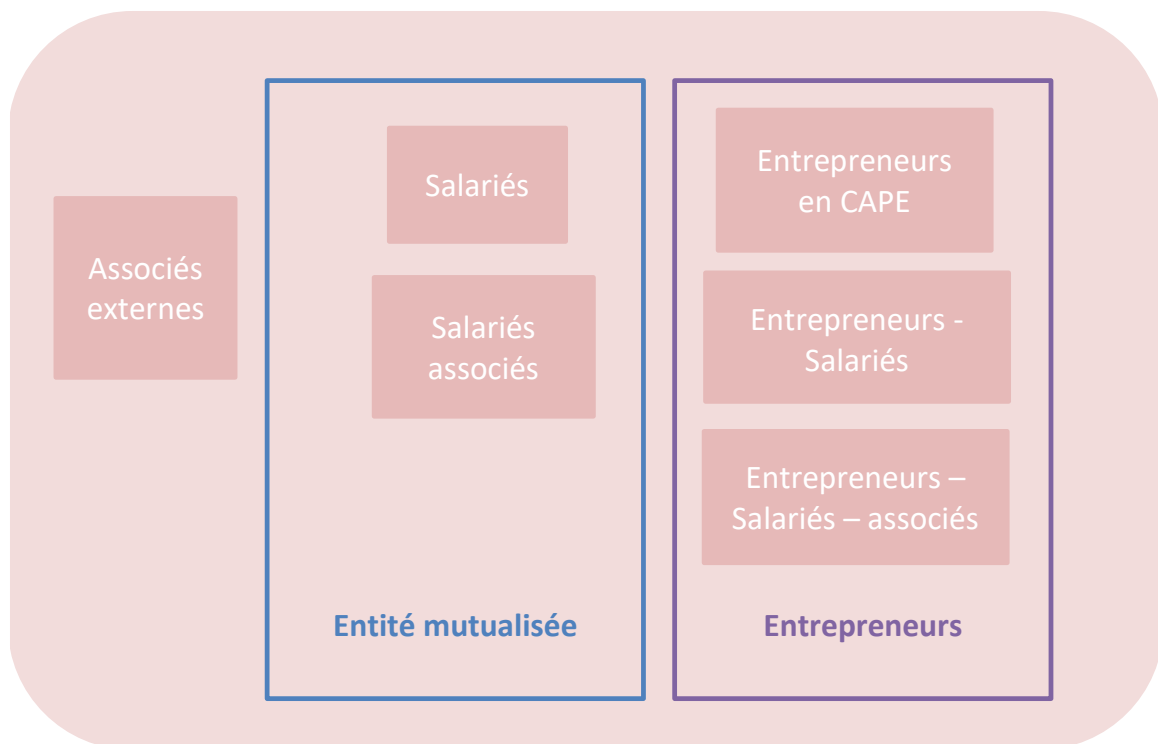 Associés
externes
Salariés
Salariés
associés
Entité mutualisée
Entrepreneurs
en CAPE
Entrepreneurs -
Salariés
Entrepreneurs –
Salariés – associés
Entrepreneurs